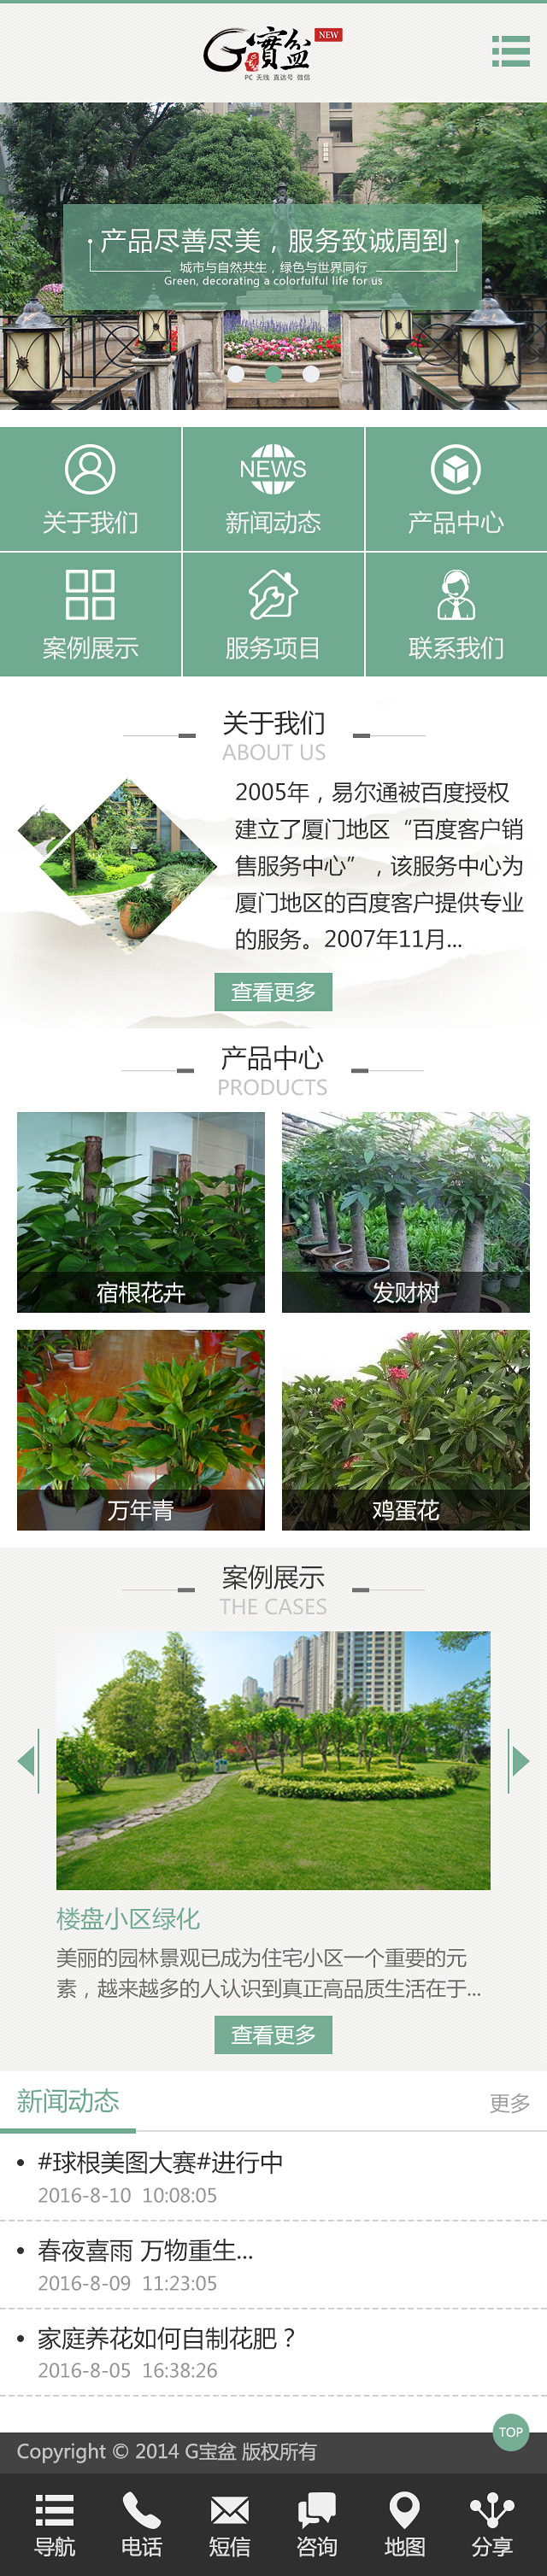 G宝盆
NEW
PC 无线 直达号 微信
产品尽善尽美，服务致诚周到
城市与自然共生，绿色与世界同行
Green, decorating a colorfulful life for us
关于我们
NEWS
新闻动态
产品中心
案例展示
服务项目
联系我们
关于我们
ABOUT US
2005年，易尔通被百度授权
建立了厦门地区“百度客户销
售服务中心”，该服务中心为
厦门地区的百度客户提供专业
的服务。2007年11月...
查看更多
产品中心
PRODUCTS
宿根花卉
发财树
万年青
鸡蛋花
案例展示
THE CASES
楼盘小区绿化
美丽的园林景观已成为住宅小区一个重要的元
素，越来越多的人认识到真正高品质生活在于...
查看更多
新闻动态
更多
#球根美图大赛#进行中
2016-8-10 10:08:05
春夜喜雨 万物重生...
2016-8-09 11:23:05
家庭养花如何自制花肥？
2016-8-05 16:38:26
TOP
Copyright © 2014 G宝盆 版权所有
导航
电话
短信
咨询
地图
分享